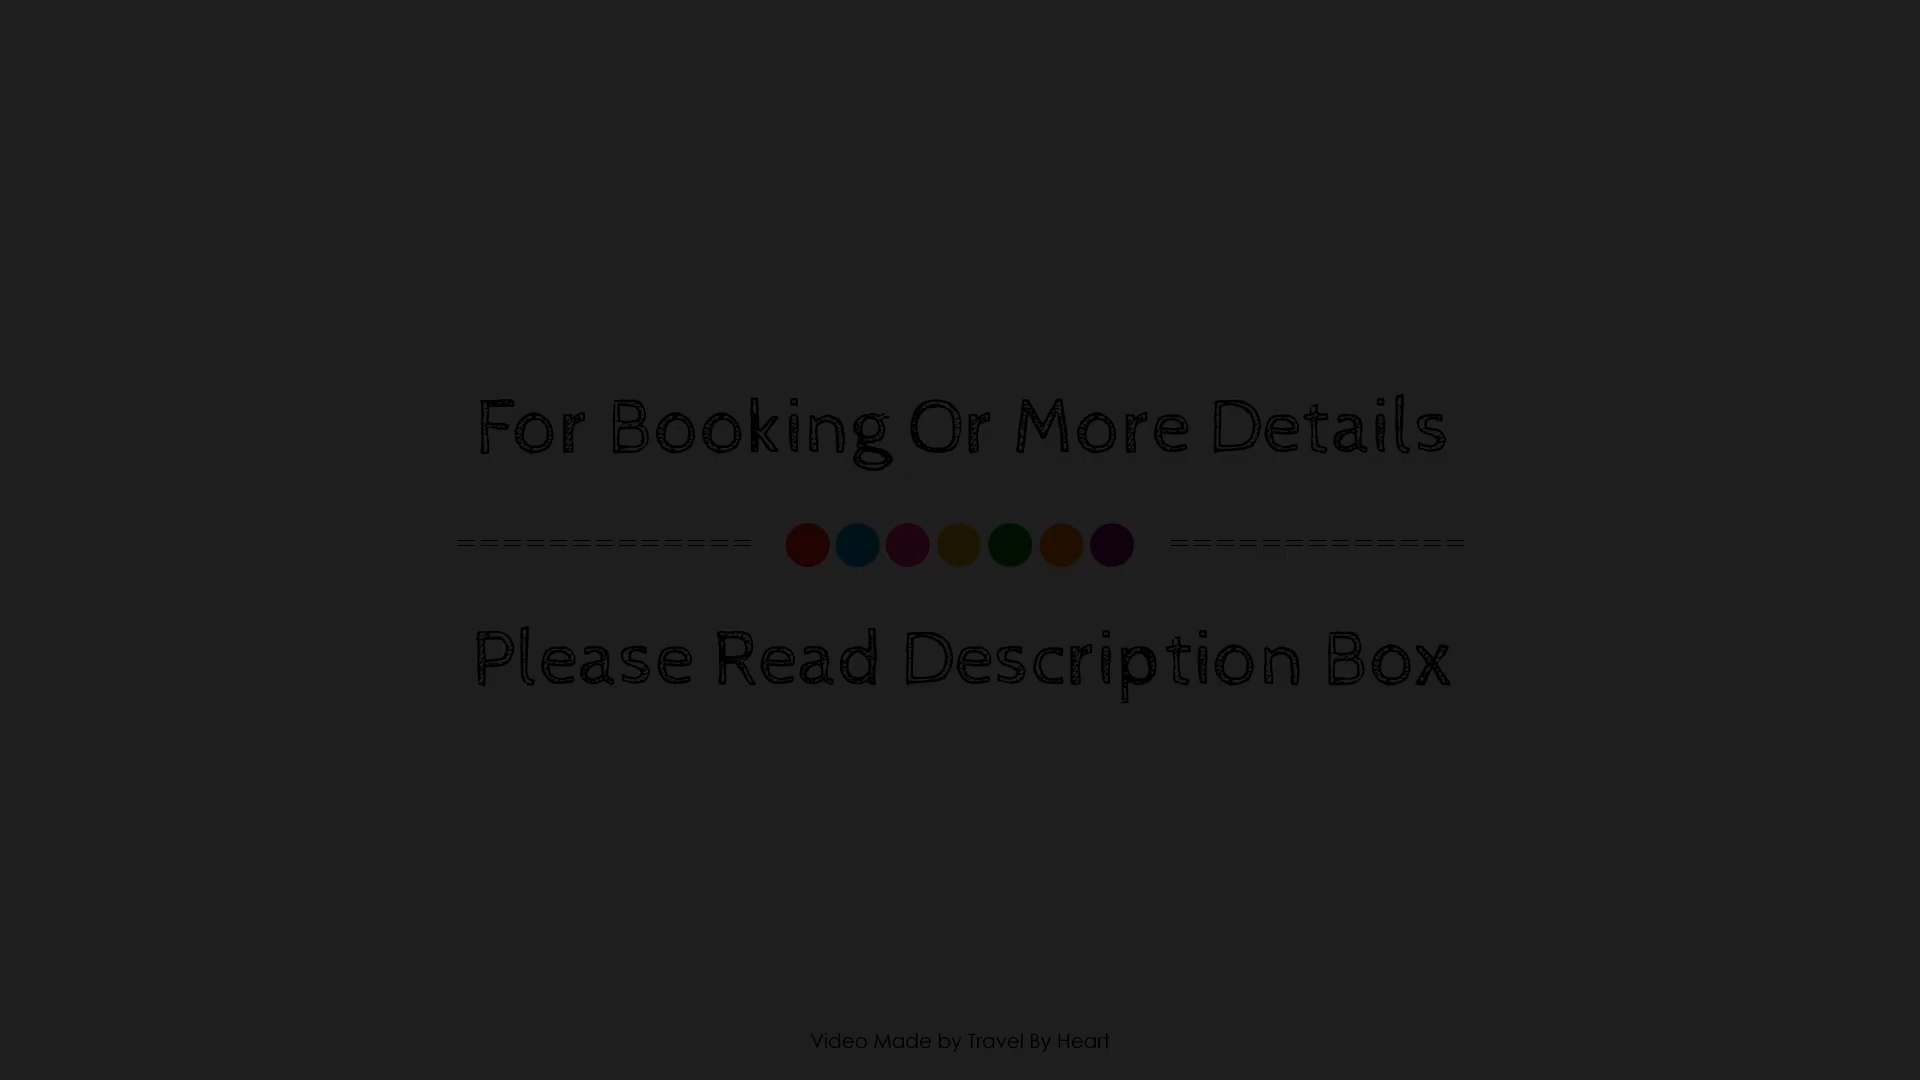 For Booking Or More Details
============= =============
Please Read Description Box
Video Made by Travel By Heart